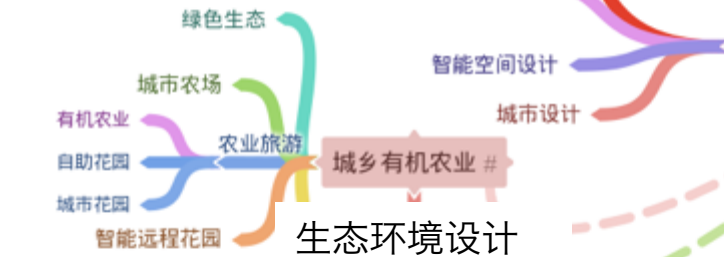 绿色生态
智能空间设计
城市农场
城市设计
有机农业
农业旅游
自助花园
城乡有机农业 #
城市花园
智能远程花园
生态环境设计